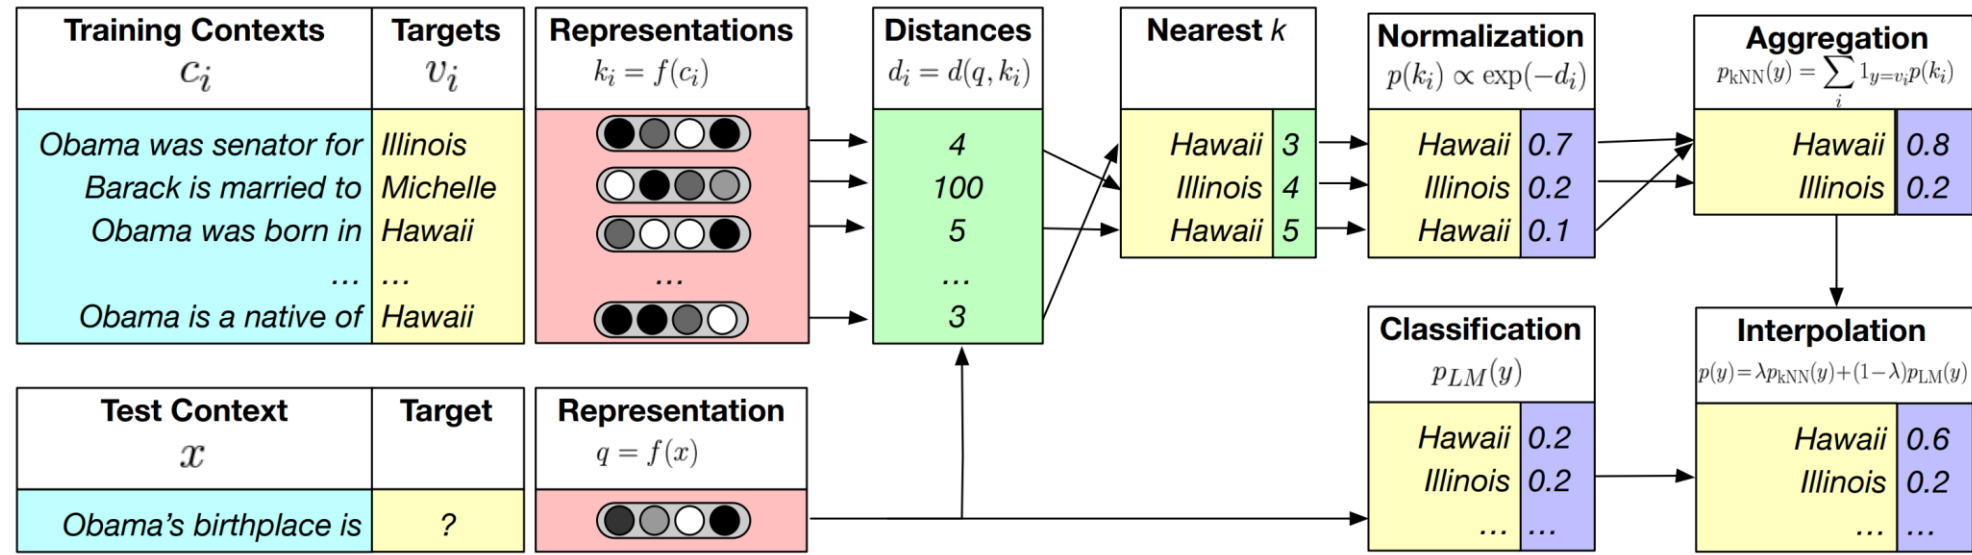 Training Contexts
c_i
Targets
v_i
Obama was senator for Illinois
Barack is married to Michelle
Obama was born in Hawaii
... ...
Obama is a native of Hawaii
Representations
k_i = f(c_i)
...
Distances
d_i = d(q, k_i)
4
100
5
...
3
Nearest k
Hawaii 3
Illinois 4
Hawaii 5
Normalization
p(k_i) ∝ exp(−d_i)
Hawaii 0.7
Illinois 0.2
Hawaii 0.1
Aggregation
p_kNN(y) = ∑_i 1_{y=v_i} p(k_i)
Hawaii 0.8
Illinois 0.2
Test Context
x
Target
Obama's birthplace is ?
Representation
q = f(x)
Classification
p_LM(y)
Hawaii 0.2
Illinois 0.2
... ...
Interpolation
p(y) = λp_kNN(y) + (1−λ)p_LM(y)
Hawaii 0.6
Illinois 0.2
... ...